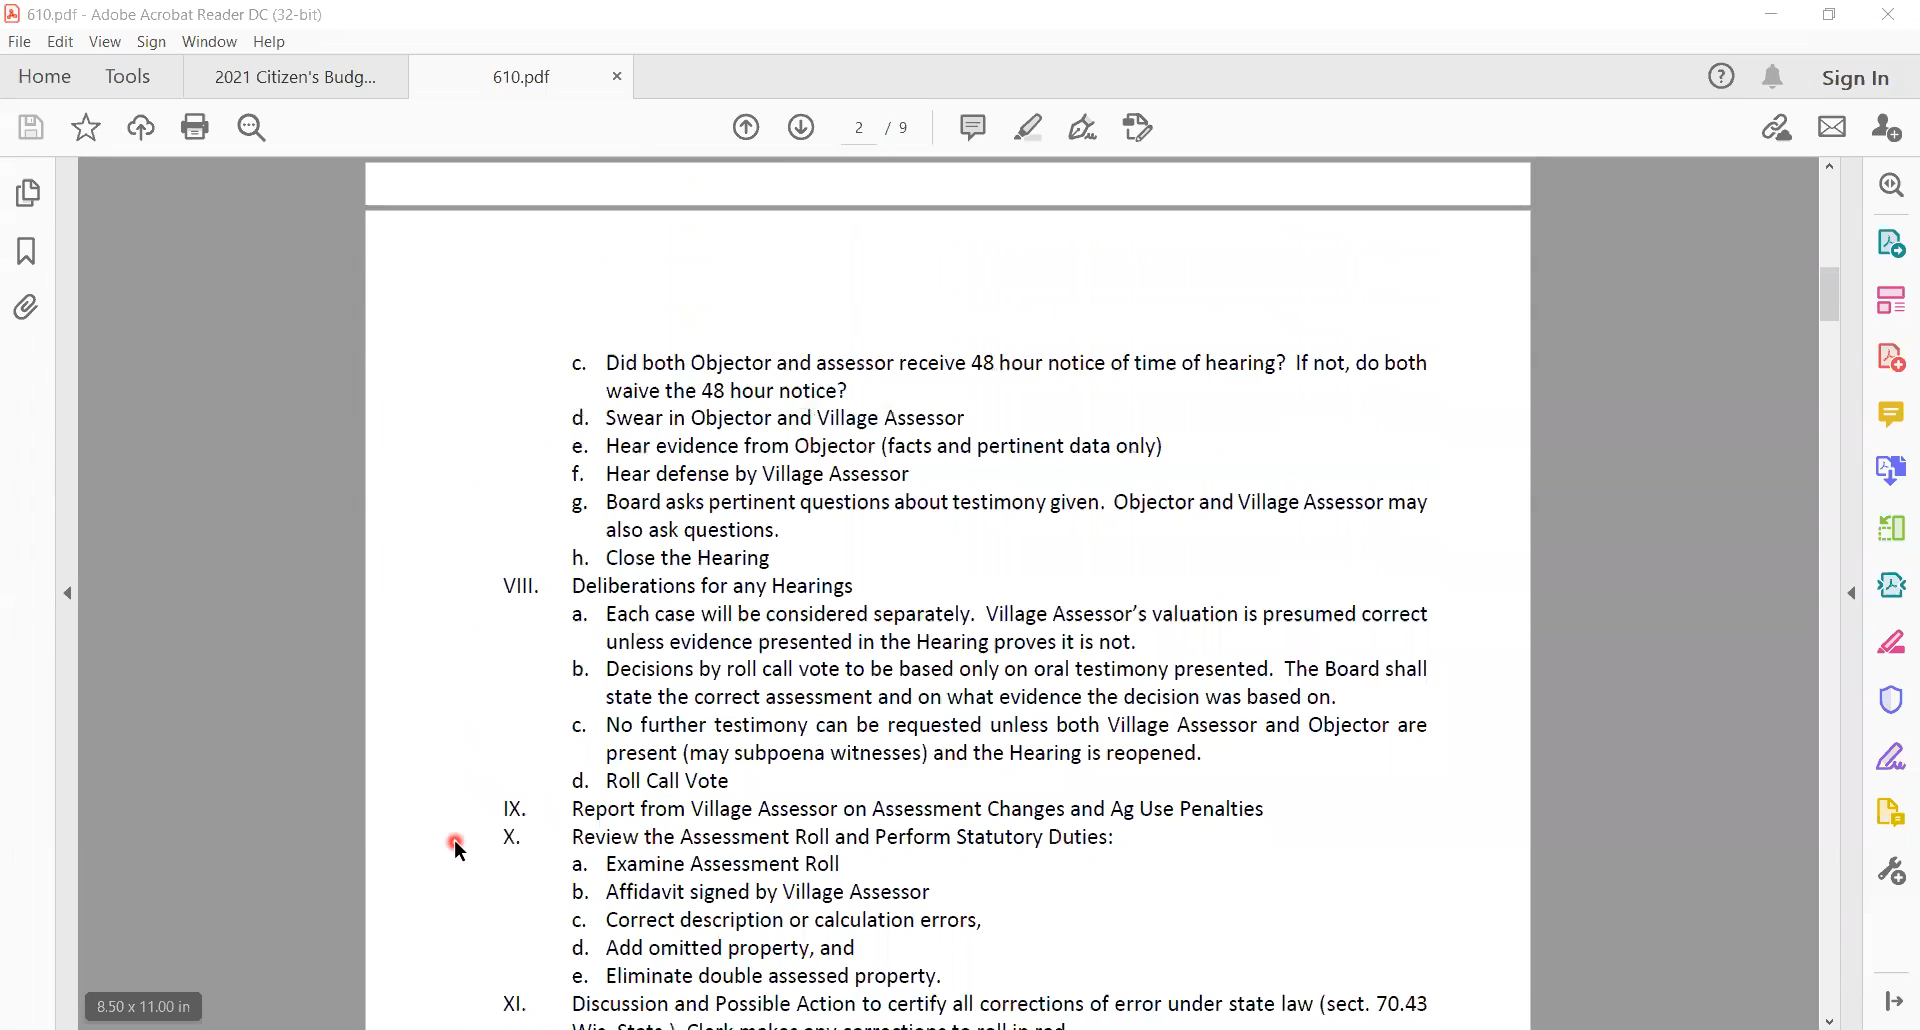 610.pdf - Adobe Acrobat Reader DC (32-bit)
File Edit View Sign Window Help
Home Tools 2021 Citizen's Budg... 610.pdf Sign In
2 / 9
c. Did both Objector and assessor receive 48 hour notice of time of hearing? If not, do both
waive the 48 hour notice?
d. Swear in Objector and Village Assessor
e. Hear evidence from Objector (facts and pertinent data only)
f. Hear defense by Village Assessor
g. Board asks pertinent questions about testimony given. Objector and Village Assessor may
also ask questions.
h. Close the Hearing
VIII. Deliberations for any Hearings
a. Each case will be considered separately. Village Assessor's valuation is presumed correct
unless evidence presented in the Hearing proves it is not.
b. Decisions by roll call vote to be based only on oral testimony presented. The Board shall
state the correct assessment and on what evidence the decision was based on.
c. No further testimony can be requested unless both Village Assessor and Objector are
present (may subpoena witnesses) and the Hearing is reopened.
d. Roll Call Vote
IX. Report from Village Assessor on Assessment Changes and Ag Use Penalties
X. Review the Assessment Roll and Perform Statutory Duties:
a. Examine Assessment Roll
b. Affidavit signed by Village Assessor
c. Correct description or calculation errors,
d. Add omitted property, and
e. Eliminate double assessed property.
8.50 x 11.00 in
XI. Discussion and Possible Action to certify all corrections of error under state law (sect. 70.43
Wis. Stats.). Clerk makes any corrections to roll in red